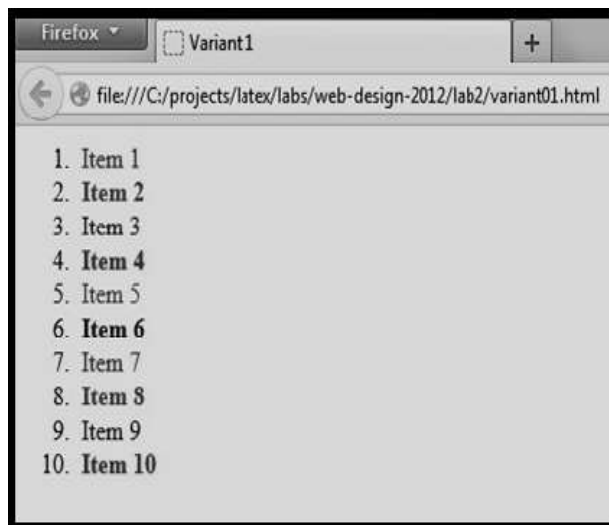 Firefox
Variant1
+
file:///C:/projects/latex/labs/web-design-2012/lab2/variant01.html
1. Item 1
2. Item 2
3. Item 3
4. Item 4
5. Item 5
6. Item 6
7. Item 7
8. Item 8
9. Item 9
10. Item 10